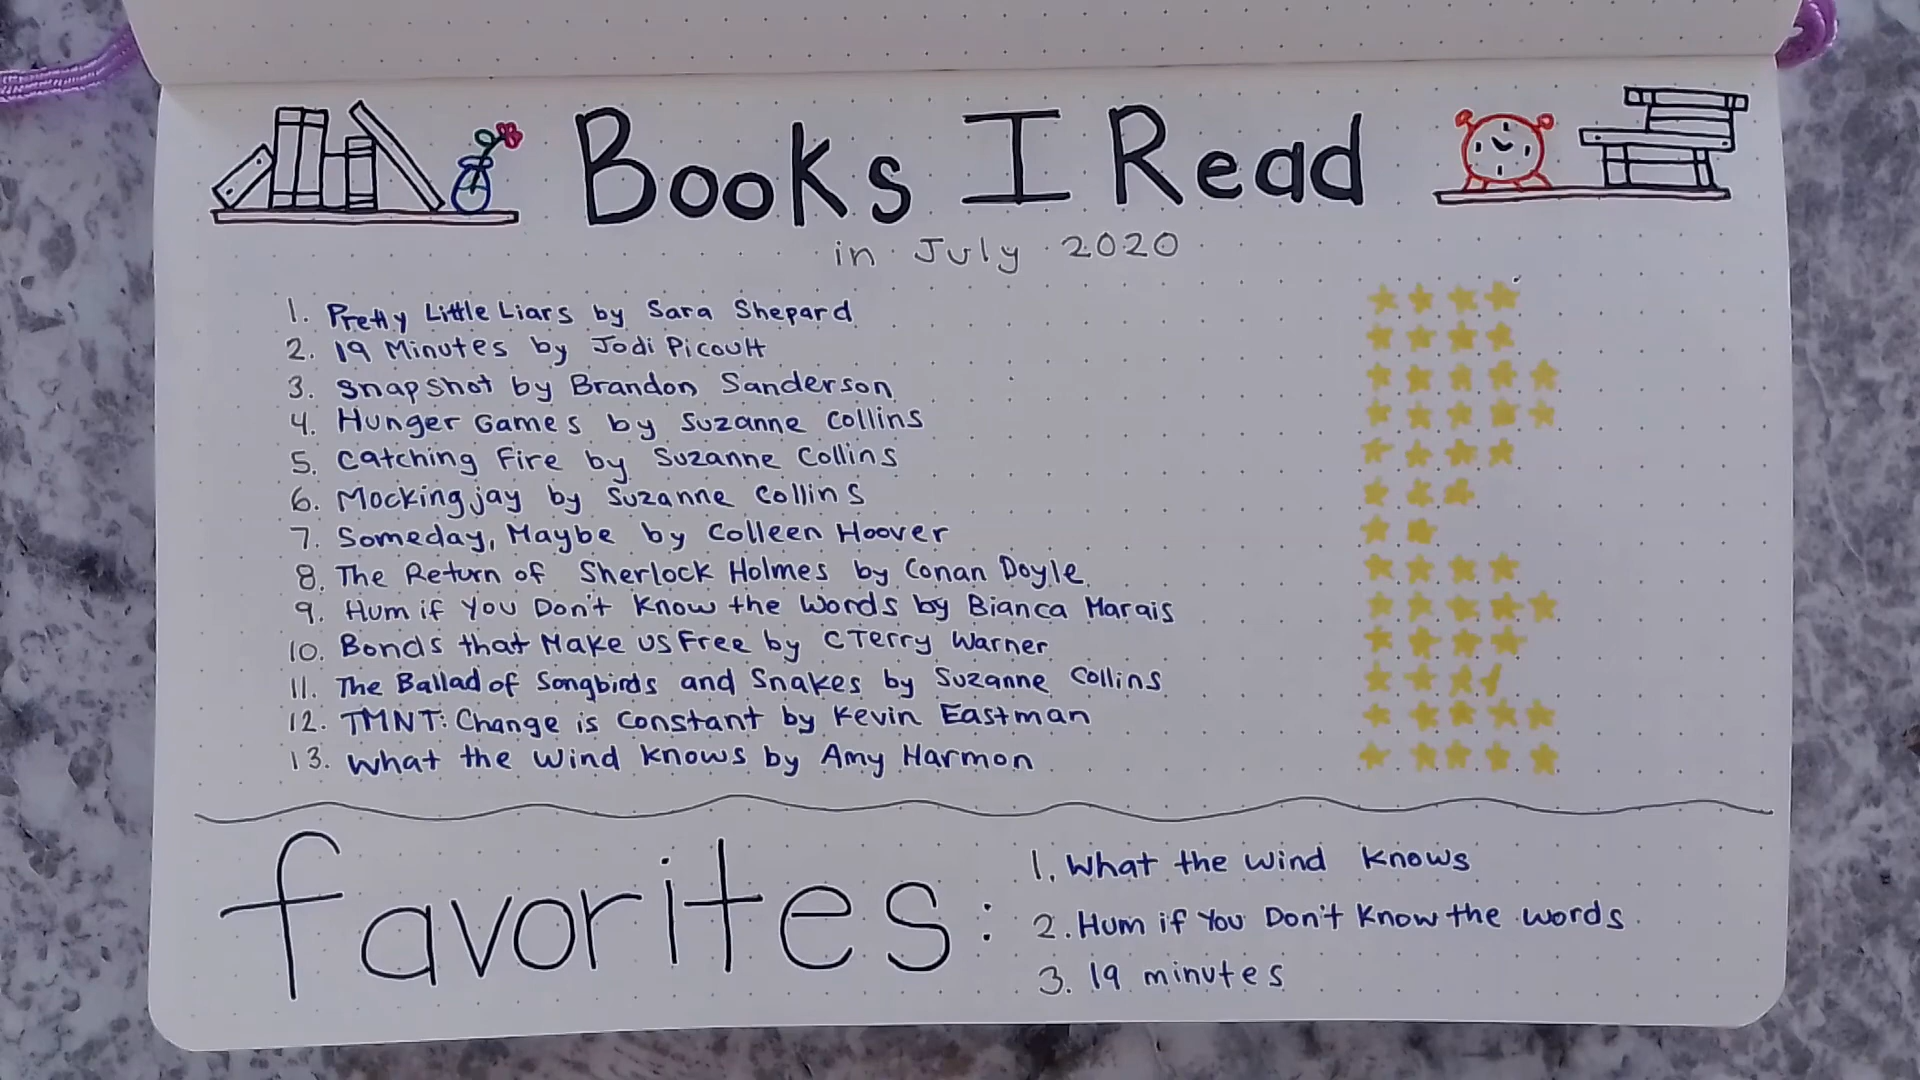 Books I Read
in July 2020
1. Pretty Little Liars by Sara Shepard
2. 19 Minutes by Jodi Picoult
3. Snapshot by Brandon Sanderson
4. Hunger Games by Suzanne Collins
5. Catching Fire by Suzanne Collins
6. Mockingjay by Suzanne Collins
7. Someday, Maybe by Colleen Hoover
8. The Return of Sherlock Holmes by Conan Doyle
9. Hum if You Don't Know the Words by Bianca Marais
10. Bonds that Make us Free by C Terry Warner
11. The Ballad of Songbirds and Snakes by Suzanne Collins
12. TMNT: Change is Constant by Kevin Eastman
13. What the Wind Knows by Amy Harmon
favorites:
1. What the Wind Knows
2. Hum if You Don't Know the words
3. 19 minutes